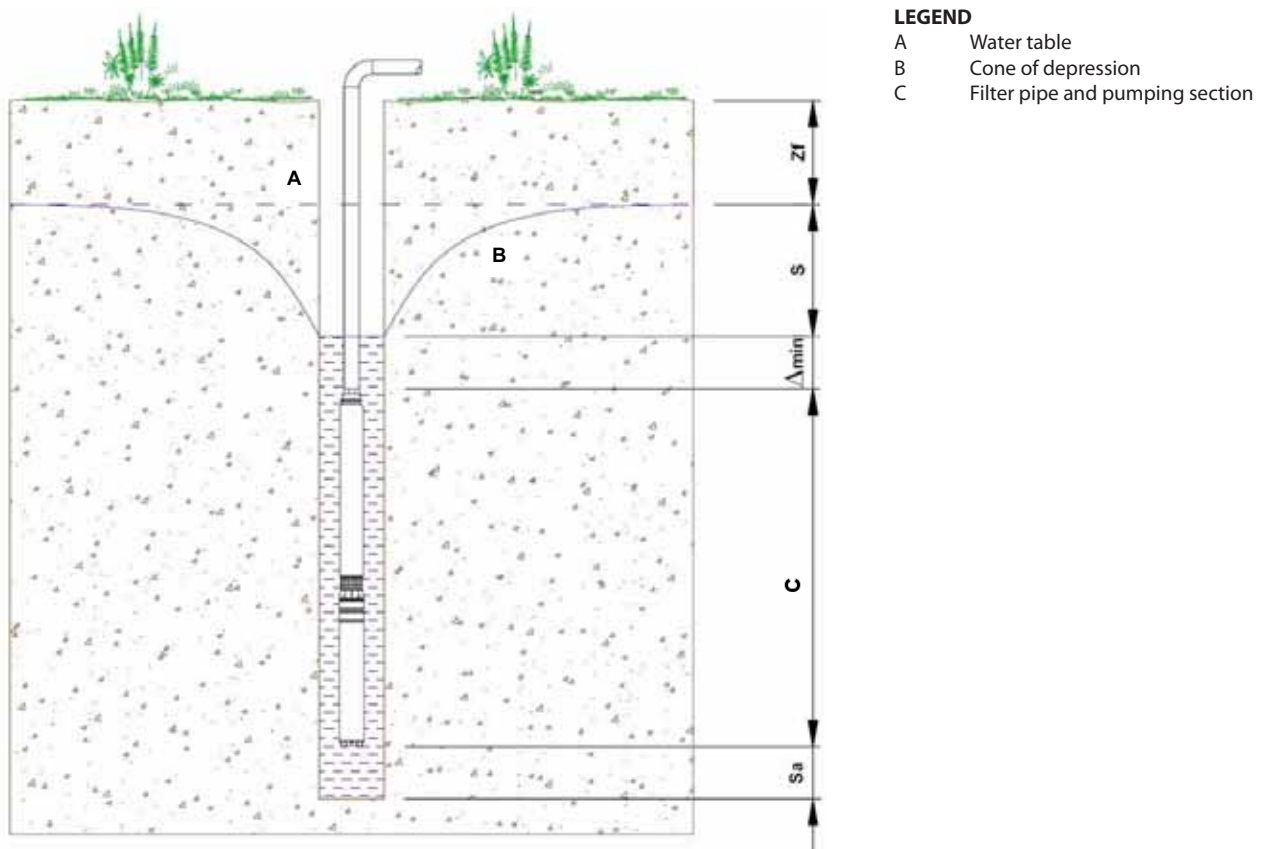 LEGEND
A Water table
B Cone of depression
C Filter pipe and pumping section
A
B
Zf
S
Δmin
C
Sa